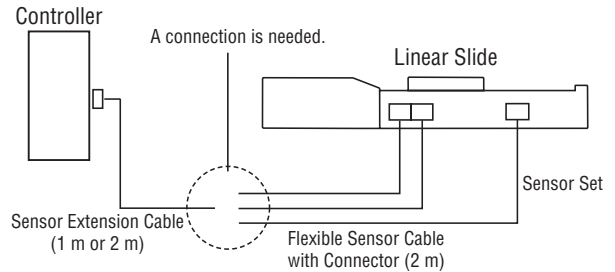 Controller
A connection is needed.
Linear Slide
Sensor Set
Sensor Extension Cable
(1 m or 2 m)
Flexible Sensor Cable
with Connector (2 m)